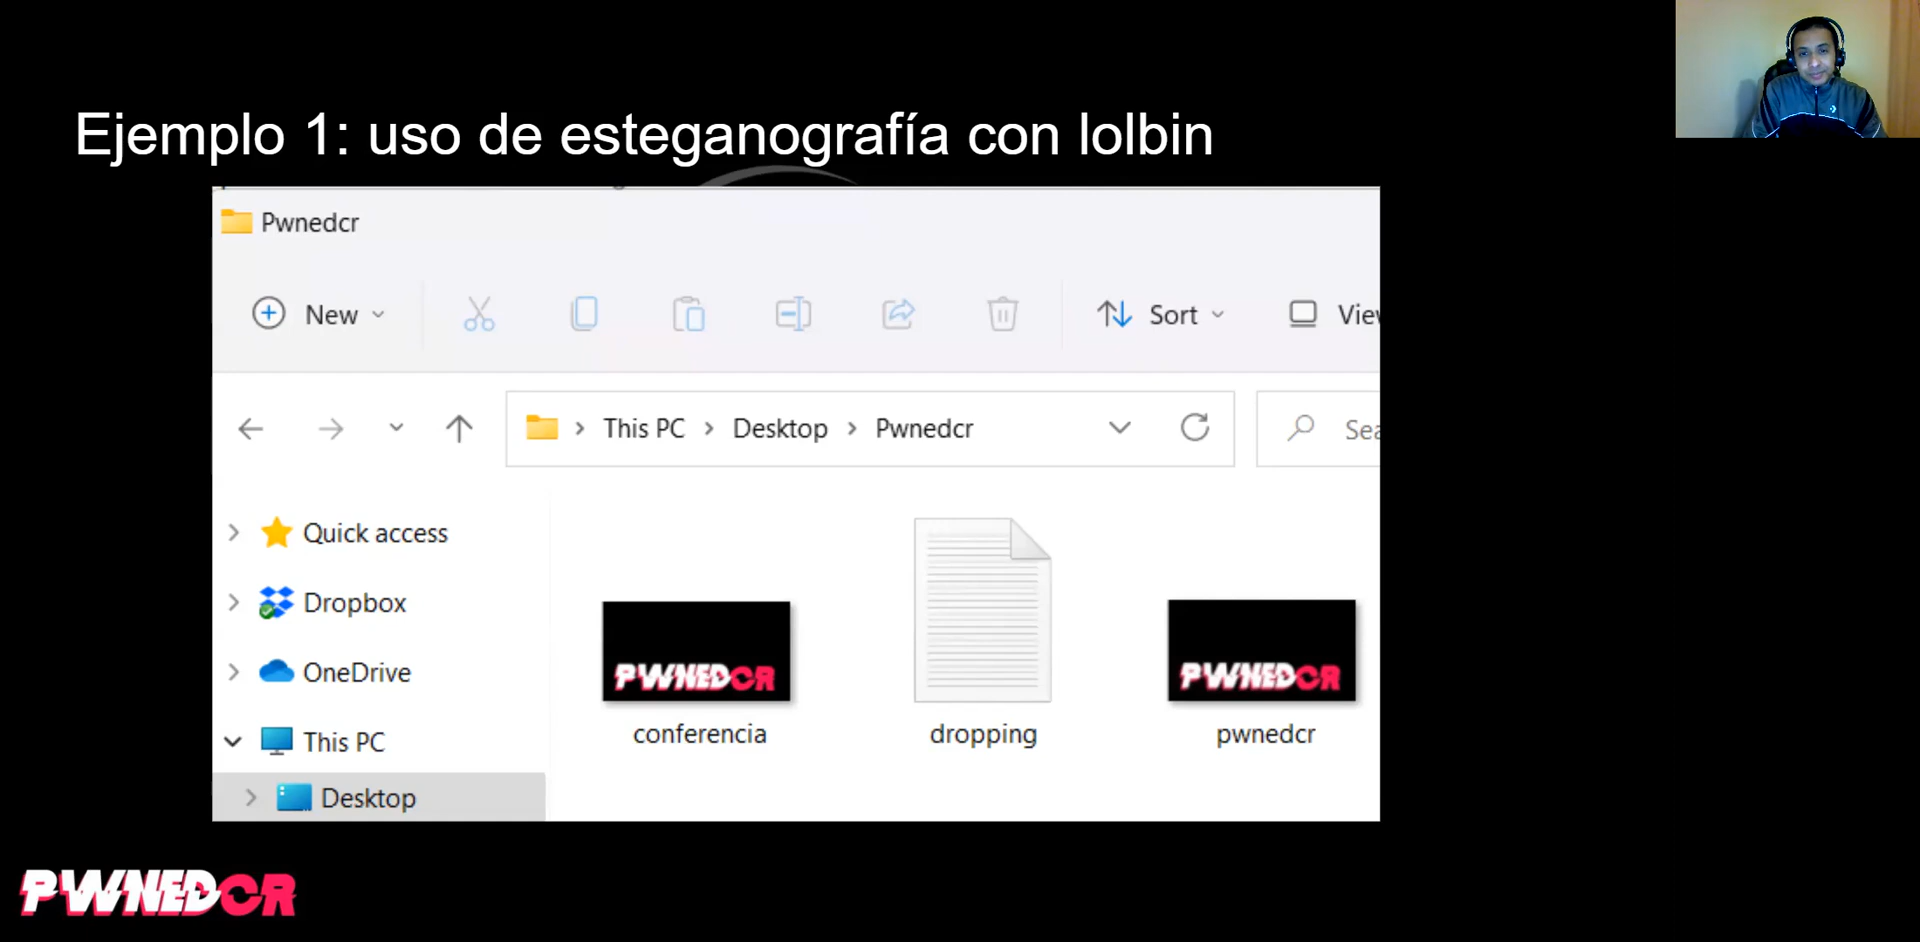 Ejemplo 1: uso de esteganografía con lolbin
Pwnedcr
New
Sort
This PC
Desktop
Pwnedcr
Quick access
Dropbox
OneDrive
This PC
Desktop
PWNEDCR
PWNEDCR
conferencia
dropping
pwnedcr
PWNEDCR